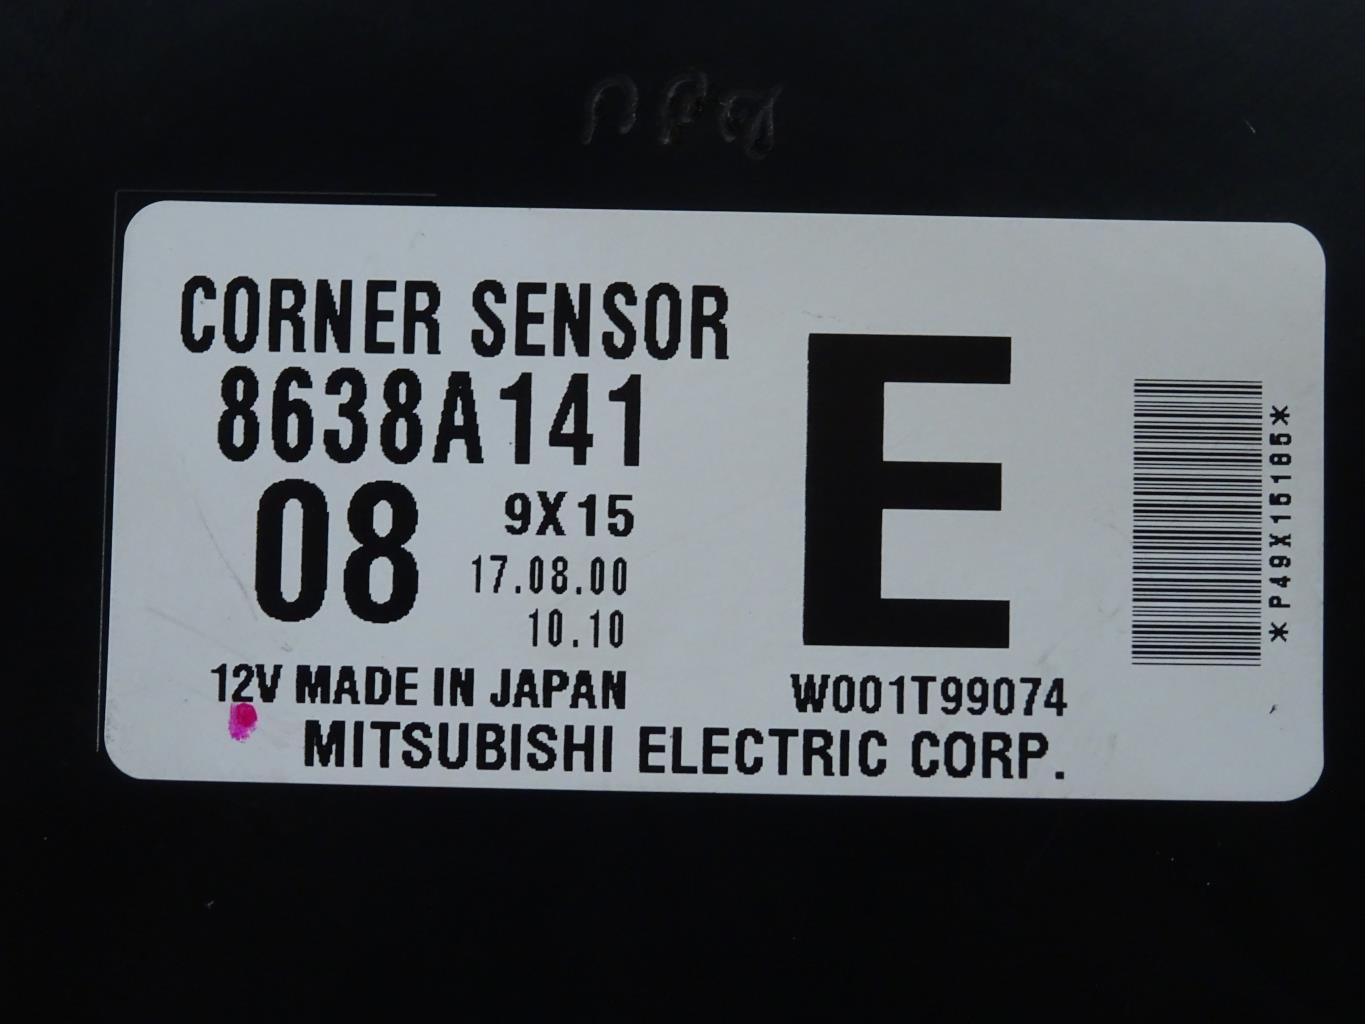 CORNER SENSOR
8638A141
08
9X15
17.08.00
10.10
12V MADE IN JAPAN
MITSUBISHI ELECTRIC CORP.
E
W001T99074
*P49X15185*